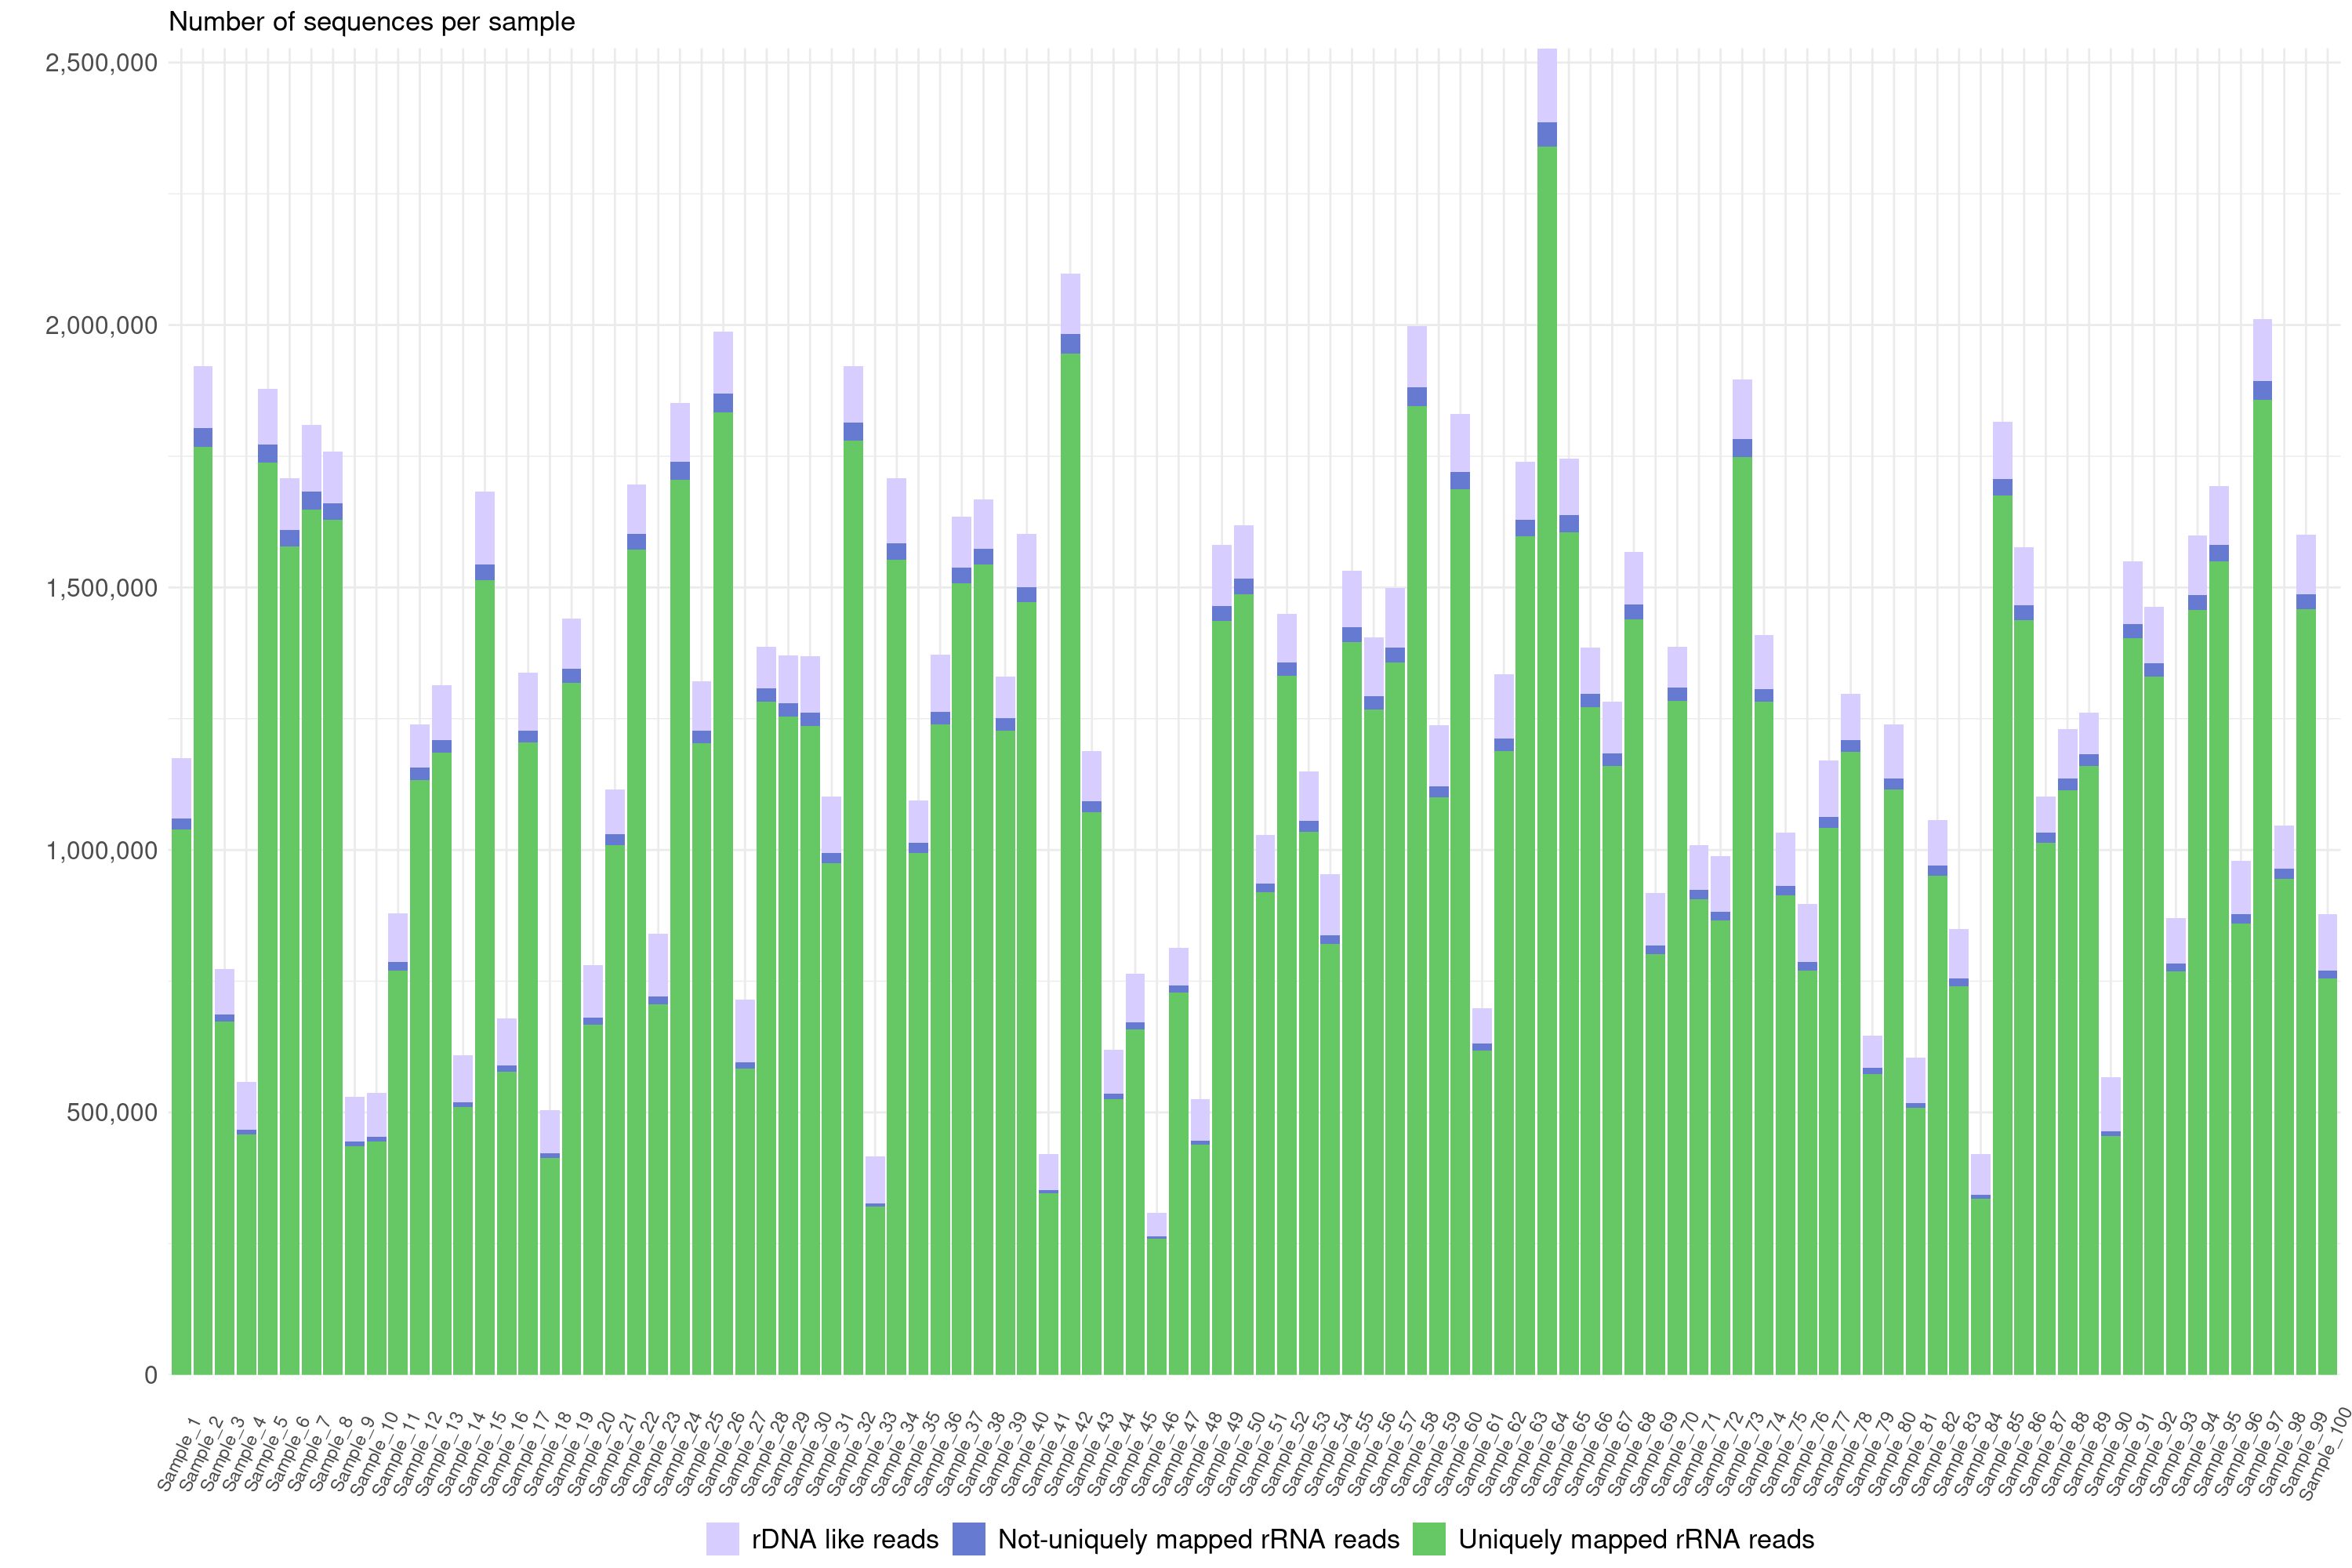 Number of sequences per sample
2,500,000
2,000,000
1,500,000
1,000,000
500,000
0
Sample_1
Sample_2
Sample_3
Sample_4
Sample_5
Sample_6
Sample_7
Sample_8
Sample_9
Sample_10
Sample_11
Sample_12
Sample_13
Sample_14
Sample_15
Sample_16
Sample_17
Sample_18
Sample_19
Sample_20
Sample_21
Sample_22
Sample_23
Sample_24
Sample_25
Sample_26
Sample_27
Sample_28
Sample_29
Sample_30
Sample_31
Sample_32
Sample_33
Sample_34
Sample_35
Sample_36
Sample_37
Sample_38
Sample_39
Sample_40
Sample_41
Sample_42
Sample_43
Sample_44
Sample_45
Sample_46
Sample_47
Sample_48
Sample_49
Sample_50
Sample_51
Sample_52
Sample_53
Sample_54
Sample_55
Sample_56
Sample_57
Sample_58
Sample_59
Sample_60
Sample_61
Sample_62
Sample_63
Sample_64
Sample_65
Sample_66
Sample_67
Sample_68
Sample_69
Sample_70
Sample_71
Sample_72
Sample_73
Sample_74
Sample_75
Sample_76
Sample_77
Sample_78
Sample_79
Sample_80
Sample_81
Sample_82
Sample_83
Sample_84
Sample_85
Sample_86
Sample_87
Sample_88
Sample_89
Sample_90
Sample_91
Sample_92
Sample_93
Sample_94
Sample_95
Sample_96
Sample_97
Sample_98
Sample_99
Sample_100
rDNA like reads
Not-uniquely mapped rRNA reads
Uniquely mapped rRNA reads